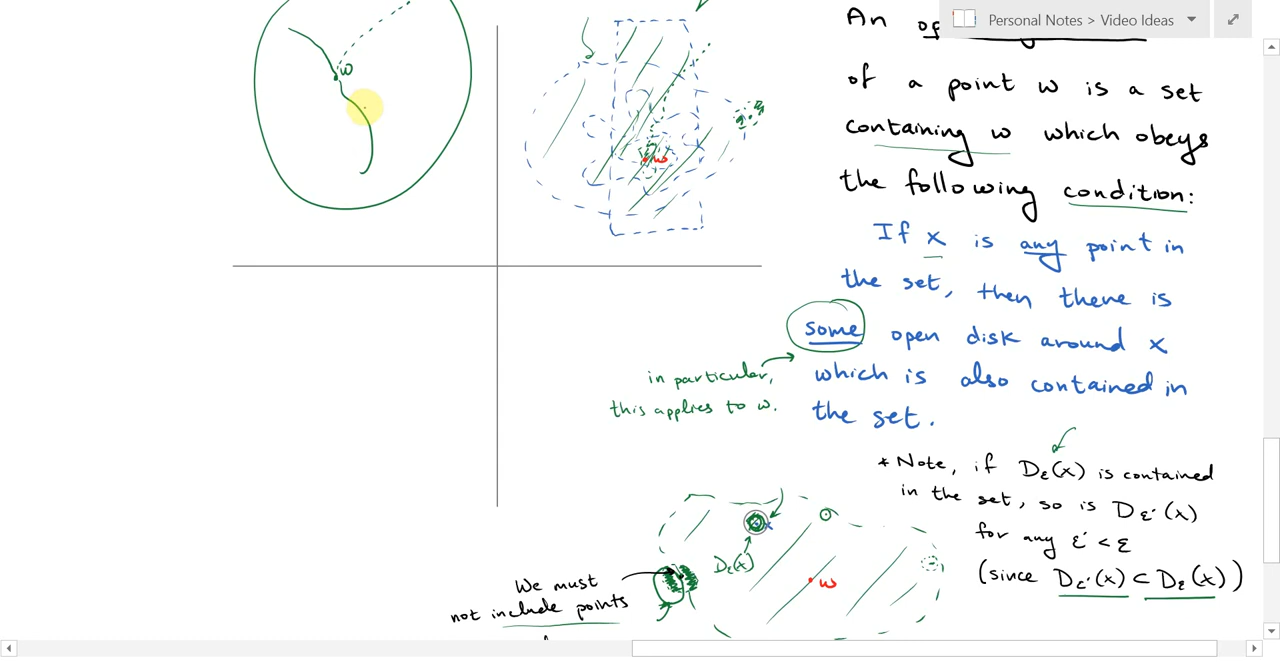 Personal Notes > Video Ideas
An
of a point w is a set
containing w which obeys
the following condition:
If x is any point in
the set, then there is
some open disk around x
which is also contained in
the set.
in particular,
this applies to w.
* Note, if Dε(x) is contained
in the set, so is Dε'(x)
for any ε' < ε
(since Dε'(x) ⊂ Dε(x))
w
w
x
Dε(x)
w
We must
not include points